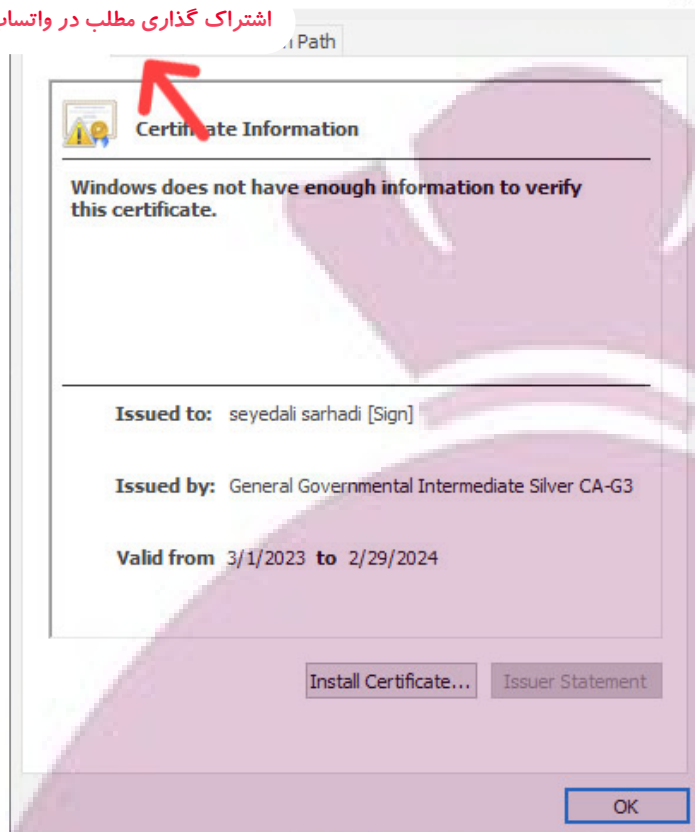 اشتراک گذاری مطلب در
Path
Certificate Information
Windows does not have enough information to verify
this certificate.
Issued to: seyedali sarhadi [Sign]
Issued by: General Governmental Intermediate Silver CA-G3
Valid from 3/1/2023 to 2/29/2024
Install Certificate... Issuer Statement
OK